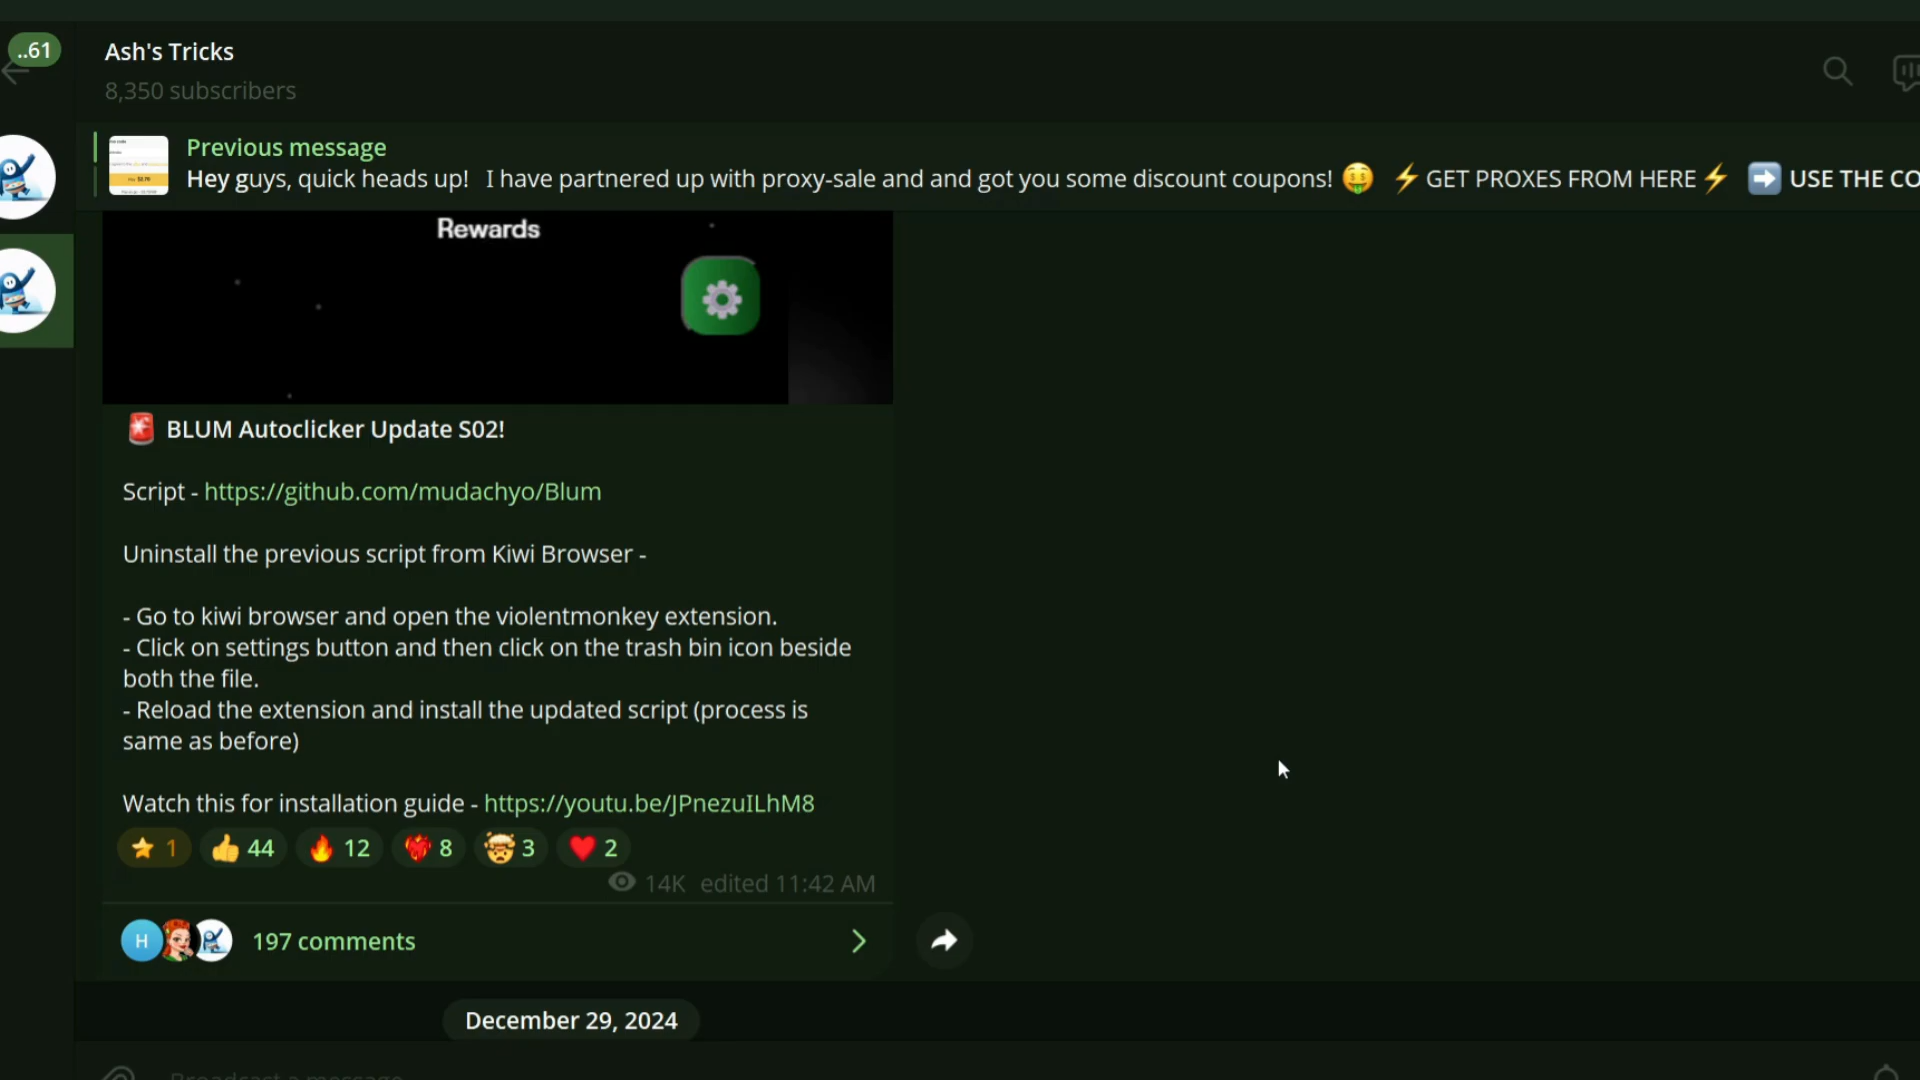 ..61
Ash's Tricks
8,350 subscribers
Previous message
Hey guys, quick heads up! I have partnered up with proxy-sale and and got you some discount coupons! 🤑 ⚡GET PROXES FROM HERE⚡ ➡️ USE THE CO
Rewards
🚨 BLUM Autoclicker Update S02!
Script - https://github.com/mudachyo/Blum
Uninstall the previous script from Kiwi Browser -
- Go to kiwi browser and open the violentmonkey extension.
- Click on settings button and then click on the trash bin icon beside
both the file.
- Reload the extension and install the updated script (process is
same as before)
Watch this for installation guide - https://youtu.be/JPnezuILhM8
⭐ 1 👍 44 🔥 12 ❤️‍🔥 8 🤯 3 ❤️ 2
14K edited 11:42 AM
H 197 comments
December 29, 2024
Broadcast a message